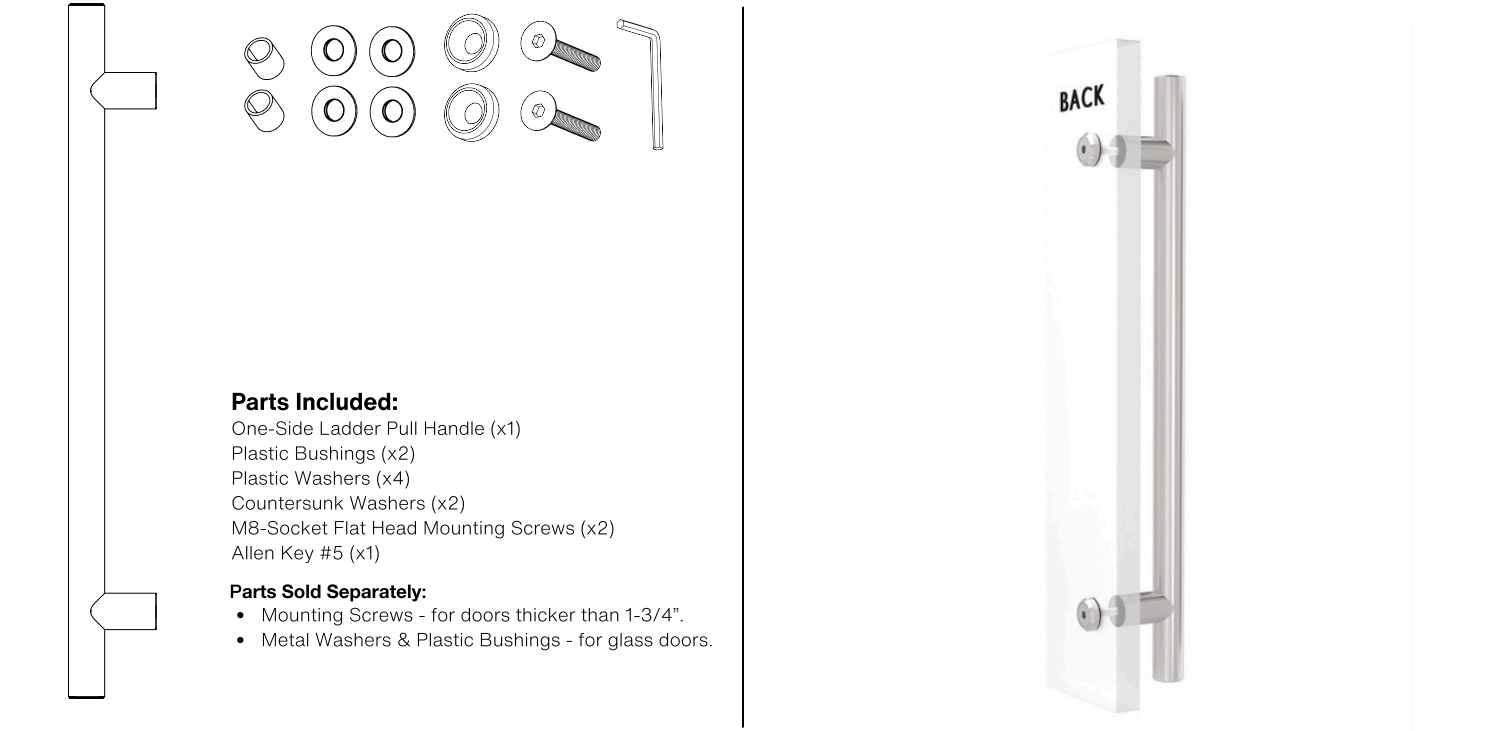 BACK
Parts Included:
One-Side Ladder Pull Handle (x1)
Plastic Bushings (x2)
Plastic Washers (x4)
Countersunk Washers (x2)
M8-Socket Flat Head Mounting Screws (x2)
Allen Key #5 (x1)
Parts Sold Separately:
• Mounting Screws - for doors thicker than 1-3/4”.
• Metal Washers & Plastic Bushings - for glass doors.